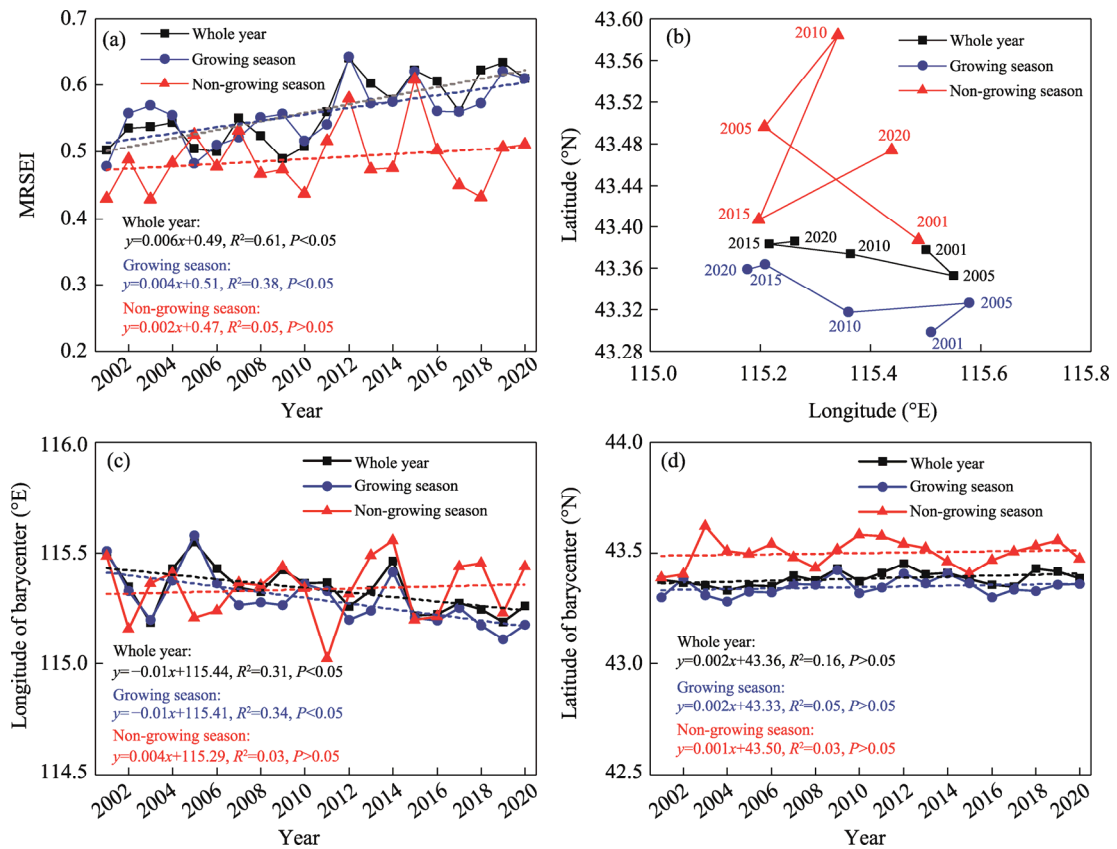 (a)
Whole year
Growing season
Non-growing season
0.7
0.6
0.5
0.4
0.3
0.2
MRSEI
Whole year:
y=0.006x+0.49, R²=0.61, P<0.05
Growing season:
y=0.004x+0.51, R²=0.38, P<0.05
Non-growing season:
y=0.002x+0.47, R²=0.05, P>0.05
2002 2004 2006 2008 2010 2012 2014 2016 2018 2020
Year
(b)
Whole year
Growing season
Non-growing season
43.60
43.56
43.52
43.48
43.44
43.40
43.36
43.32
43.28
Latitude (°N)
2010
2005
2020
2015
2001
2015
2020
2010
2001
2005
2020
2015
2010
2005
2001
115.0 115.2 115.4 115.6 115.8
Longitude (°E)
(c)
Whole year
Growing season
Non-growing season
116.0
115.5
115.0
114.5
Longitude of barycenter (°E)
Whole year:
y=−0.01x+115.44, R²=0.31, P<0.05
Growing season:
y=−0.01x+115.41, R²=0.34, P<0.05
Non-growing season:
y=0.004x+115.29, R²=0.03, P>0.05
2002 2004 2006 2008 2010 2012 2014 2016 2018 2020
Year
(d)
Whole year
Growing season
Non-growing season
44.0
43.5
43.0
42.5
Latitude of barycenter (°N)
Whole year:
y=0.002x+43.36, R²=0.16, P>0.05
Growing season:
y=0.002x+43.33, R²=0.05, P>0.05
Non-growing season:
y=0.001x+43.50, R²=0.03, P>0.05
2002 2004 2006 2008 2010 2012 2014 2016 2018 2020
Year